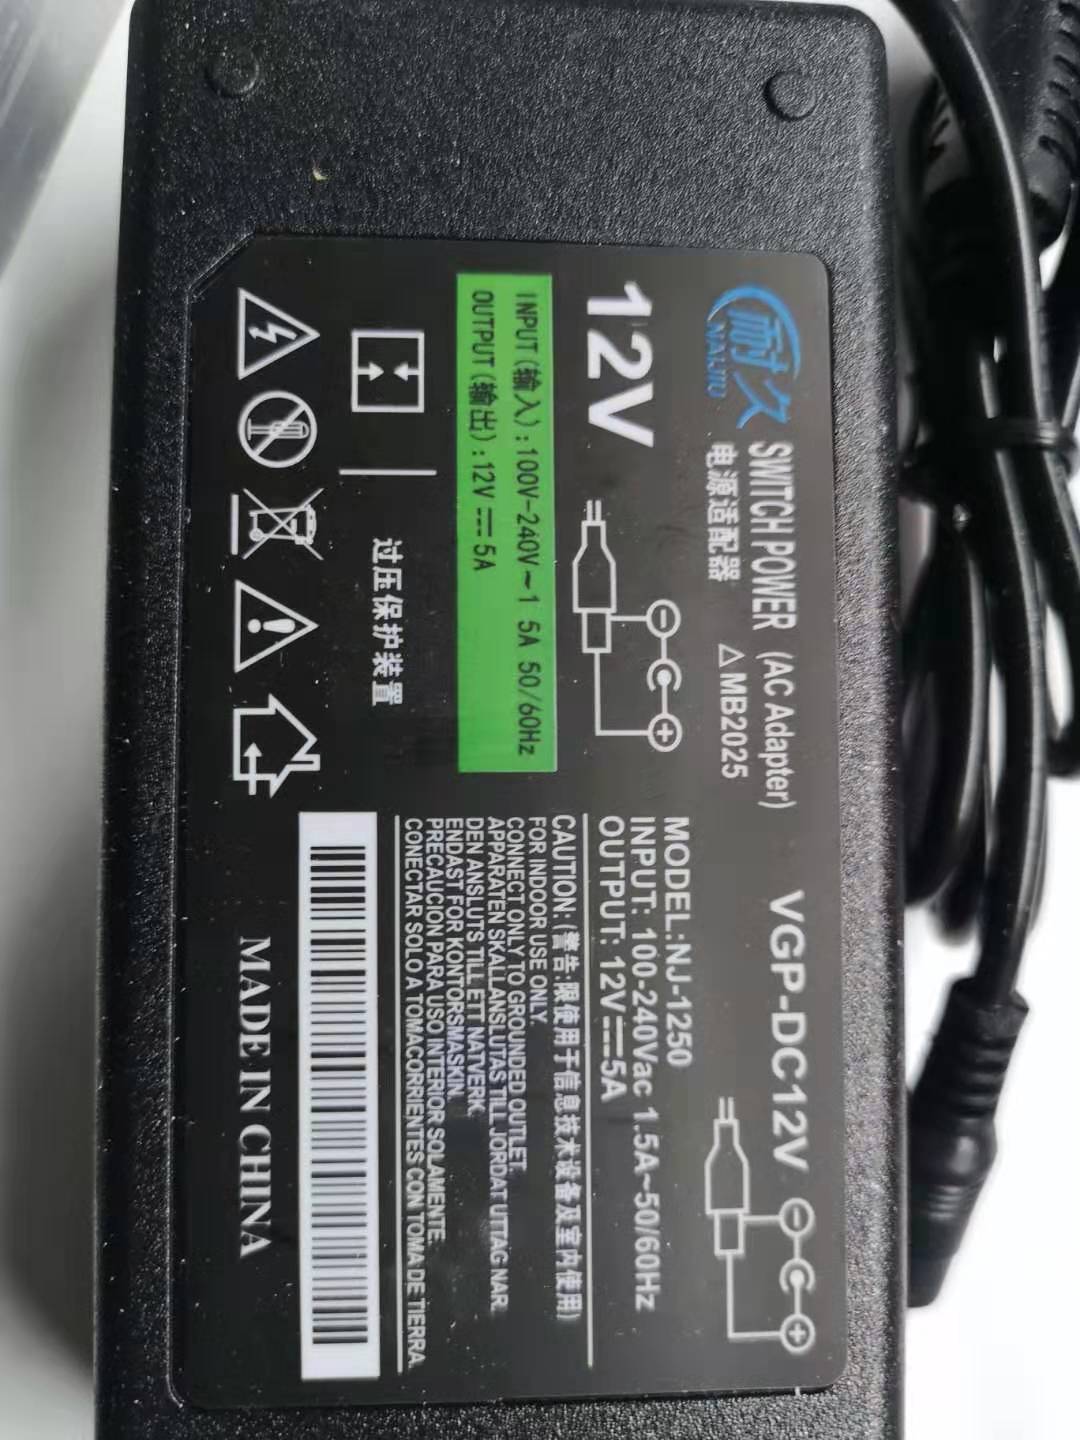 耐久
NAIJIU
SWITCH POWER (AC Adapter)
电源适配器 △MB2025
12V
INPUT(输入):100V-240V~1 5A 50/60Hz
OUTPUT(输出):12V⎓5A
过压保护装置
VGP-DC12V
MODEL:NJ-1250
INPUT: 100-240Vac 1.5A~50/60Hz
OUTPUT: 12V⎓5A
CAUTION: (警告:限使用于信息技术设备及室内使用)
FOR INDOOR USE ONLY.
CONNECT ONLY TO GROUNDED OUTLET.
APPARATEN SKALLANSLUTAS TILL JORDAT UTTAG NAR.
DEN ANSLUTS TILL ETT NATVERK.
ENDAST FOR KONTORSMASKIN.
PRECAUCION PARA USO INTERIOR SOLAMENTE.
CONECTAR SOLO A TOMACORRIENTES CON TOMA DE TIERRA
MADE IN CHINA